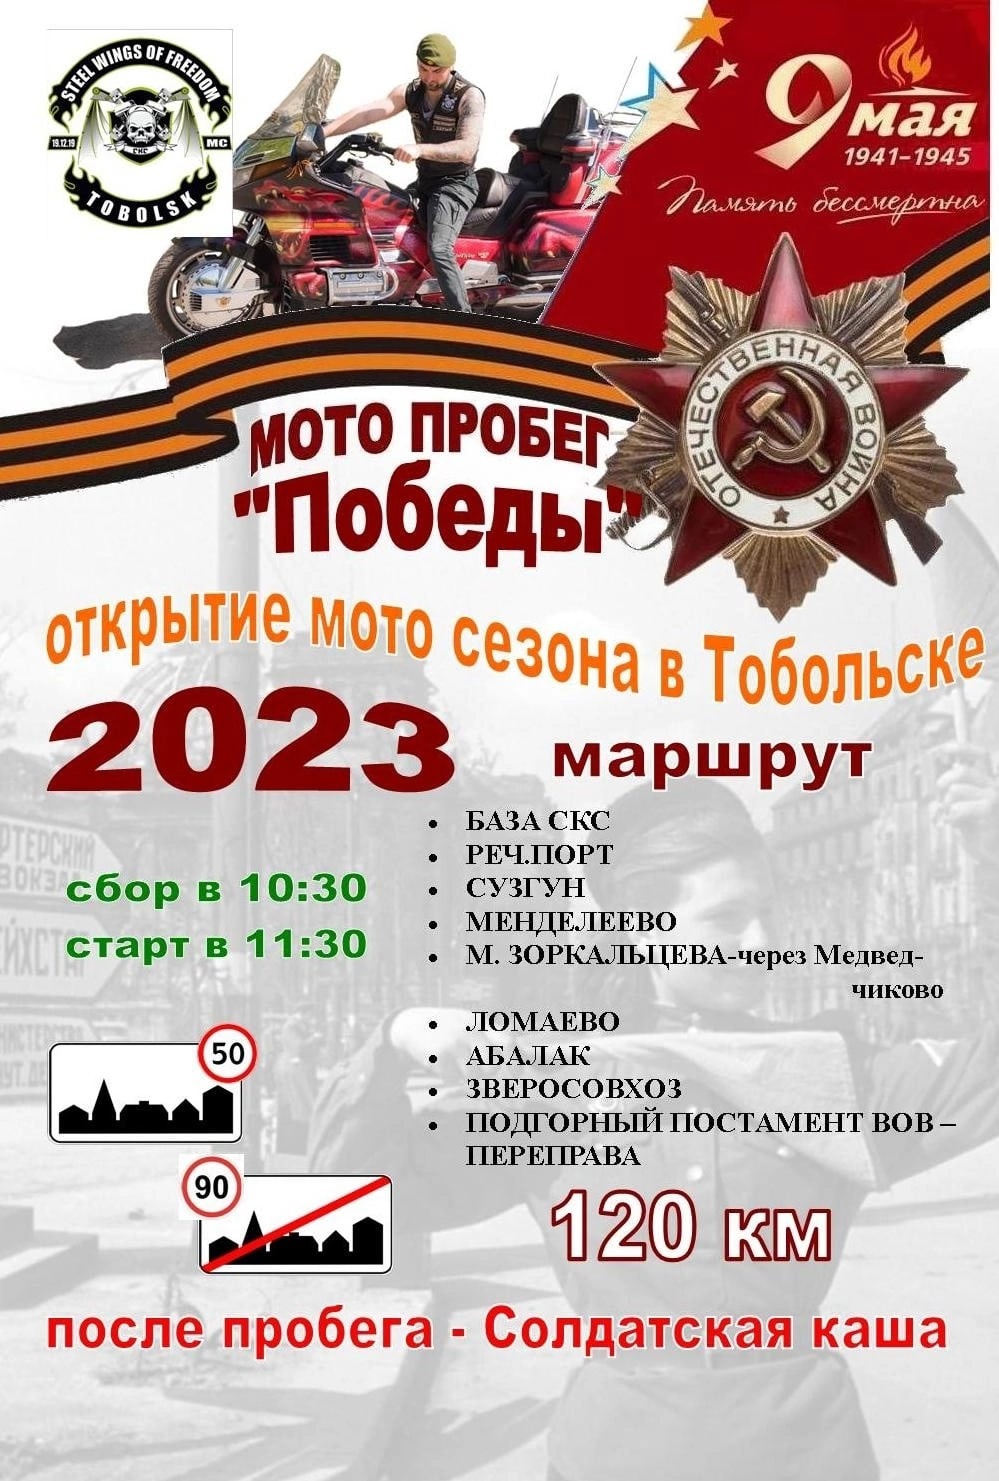 STEEL WINGS OF FREEDOM
19.12.19
СКС
MC
TOBOLSK
9 мая
1941-1945
Память бессмертна
ОТЕЧЕСТВЕННАЯ ВОЙНА
МОТО ПРОБЕГ
"Победы"
открытие мото сезона в Тобольске
2023
маршрут
• БАЗА СКС
• РЕЧ.ПОРТ
• СУЗГУН
• МЕНДЕЛЕЕВО
• М. ЗОРКАЛЬЦЕВА-через Медвед-
чиково
• ЛОМАЕВО
• АБАЛАК
• ЗВЕРОСОВХОЗ
• ПОДГОРНЫЙ ПОСТАМЕНТ ВОВ –
ПЕРЕПРАВА
сбор в 10:30
старт в 11:30
50
90
120 км
после пробега - Солдатская каша